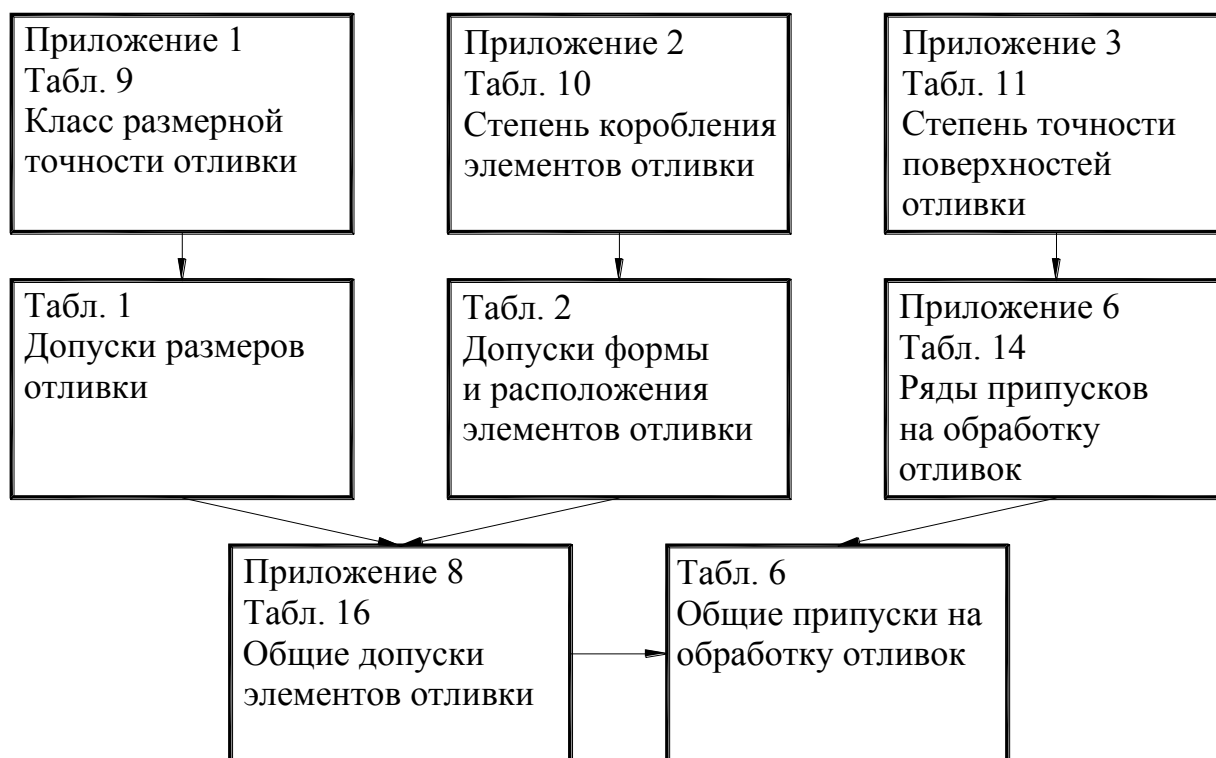 Приложение 1
Табл. 9
Класс размерной
точности отливки
Приложение 2
Табл. 10
Степень коробления
элементов отливки
Приложение 3
Табл. 11
Степень точности
поверхностей
отливки
Табл. 1
Допуски размеров
отливки
Табл. 2
Допуски формы
и расположения
элементов отливки
Приложение 6
Табл. 14
Ряды припусков
на обработку
отливок
Приложение 8
Табл. 16
Общие допуски
элементов отливки
Табл. 6
Общие припуски на
обработку отливок